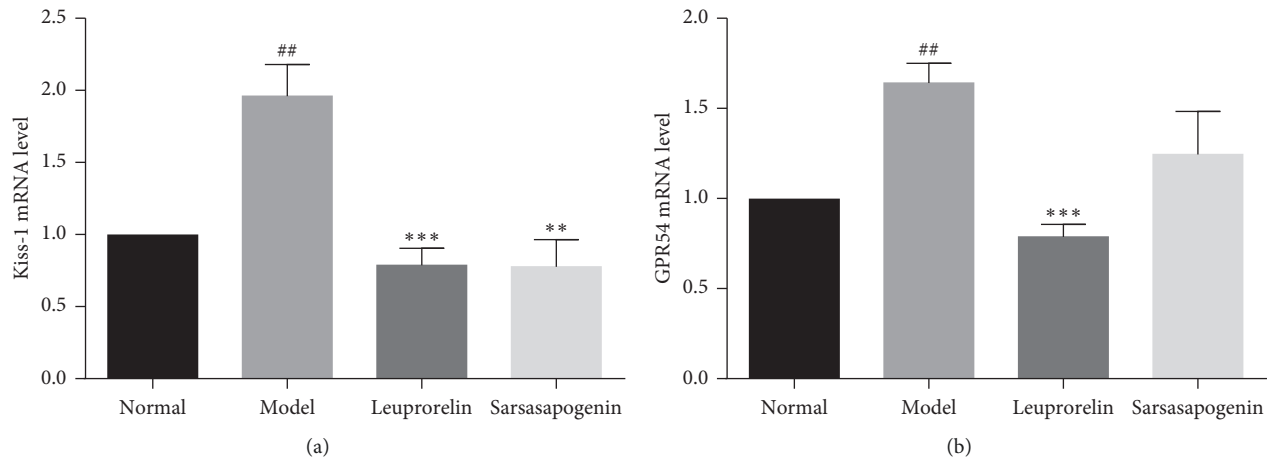 Kiss-1 mRNA level
2.5
2.0
1.5
1.0
0.5
0.0
##
***
**
Normal Model Leuprorelin Sarsasapogenin
(a)
GPR54 mRNA level
2.0
1.5
1.0
0.5
0.0
##
***
Normal Model Leuprorelin Sarsasapogenin
(b)